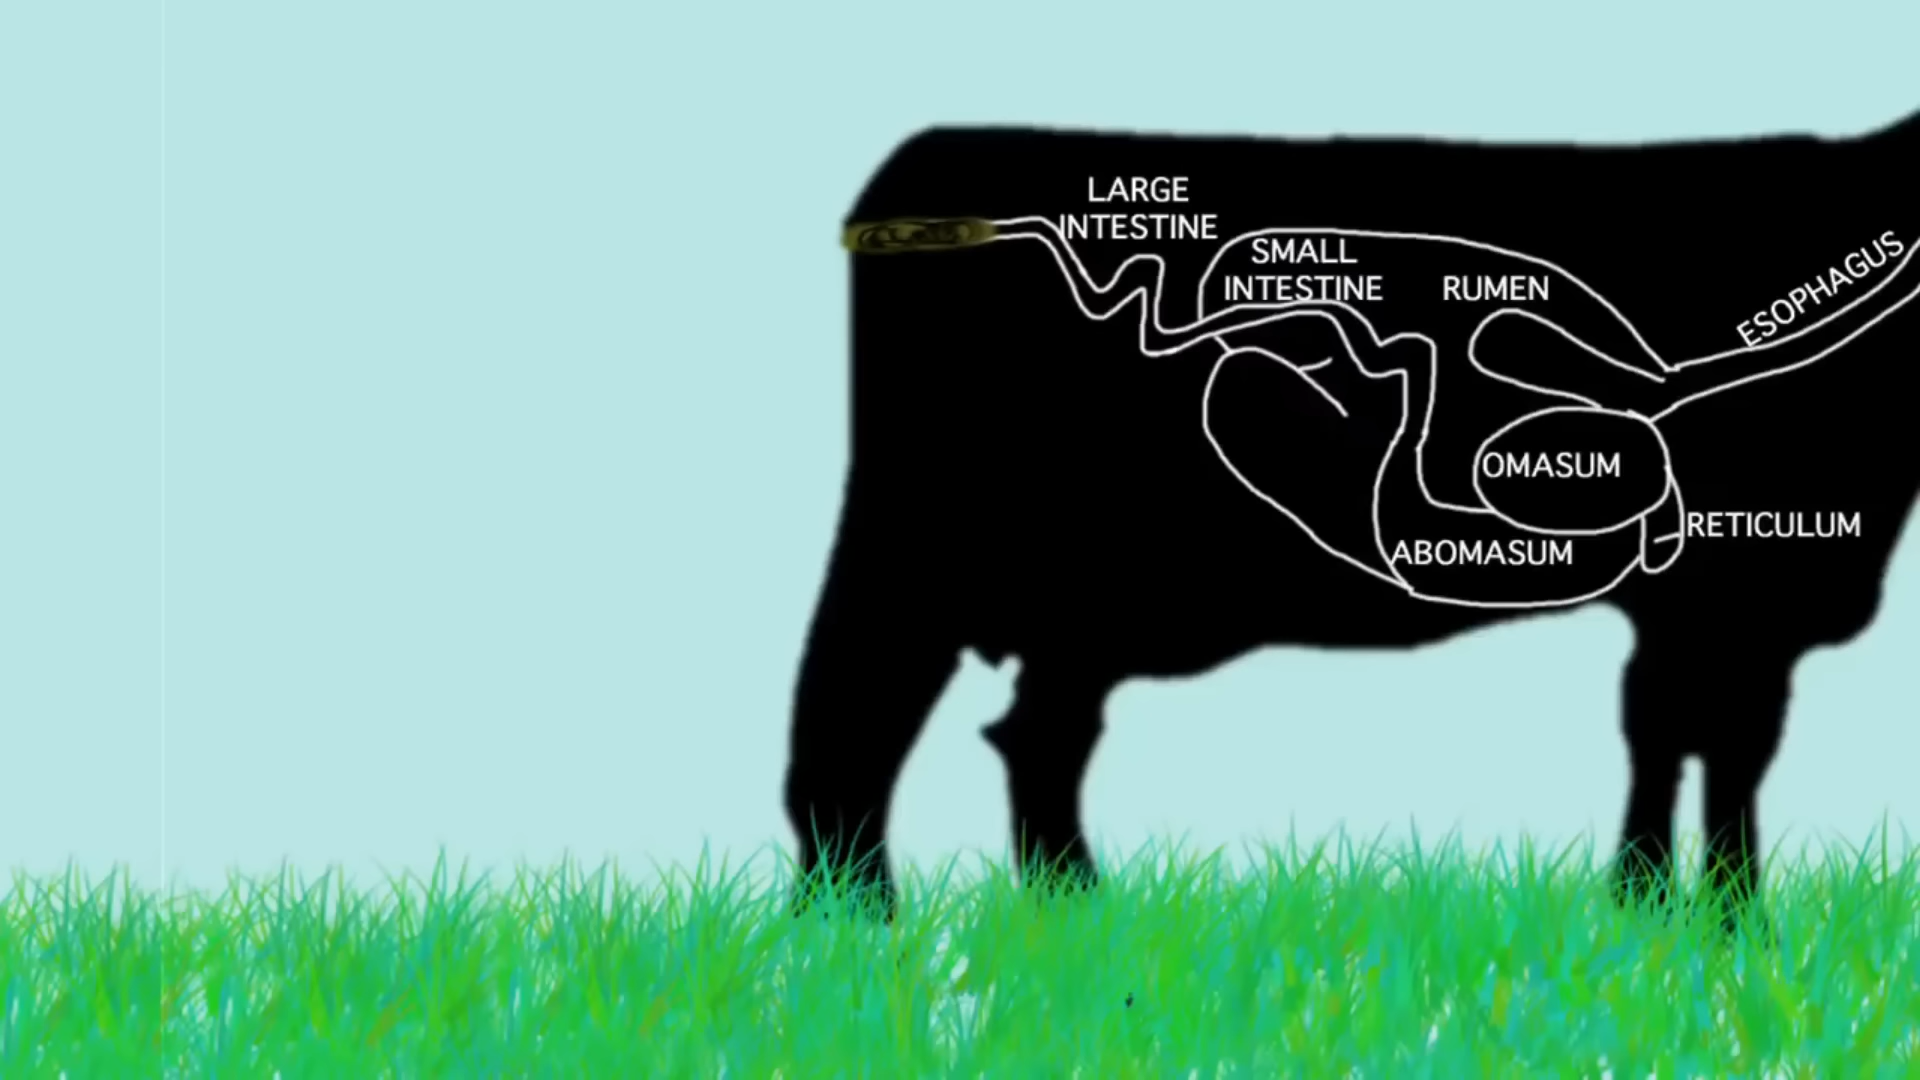 LARGE
INTESTINE
SMALL
INTESTINE
RUMEN
ESOPHAGUS
OMASUM
RETICULUM
ABOMASUM